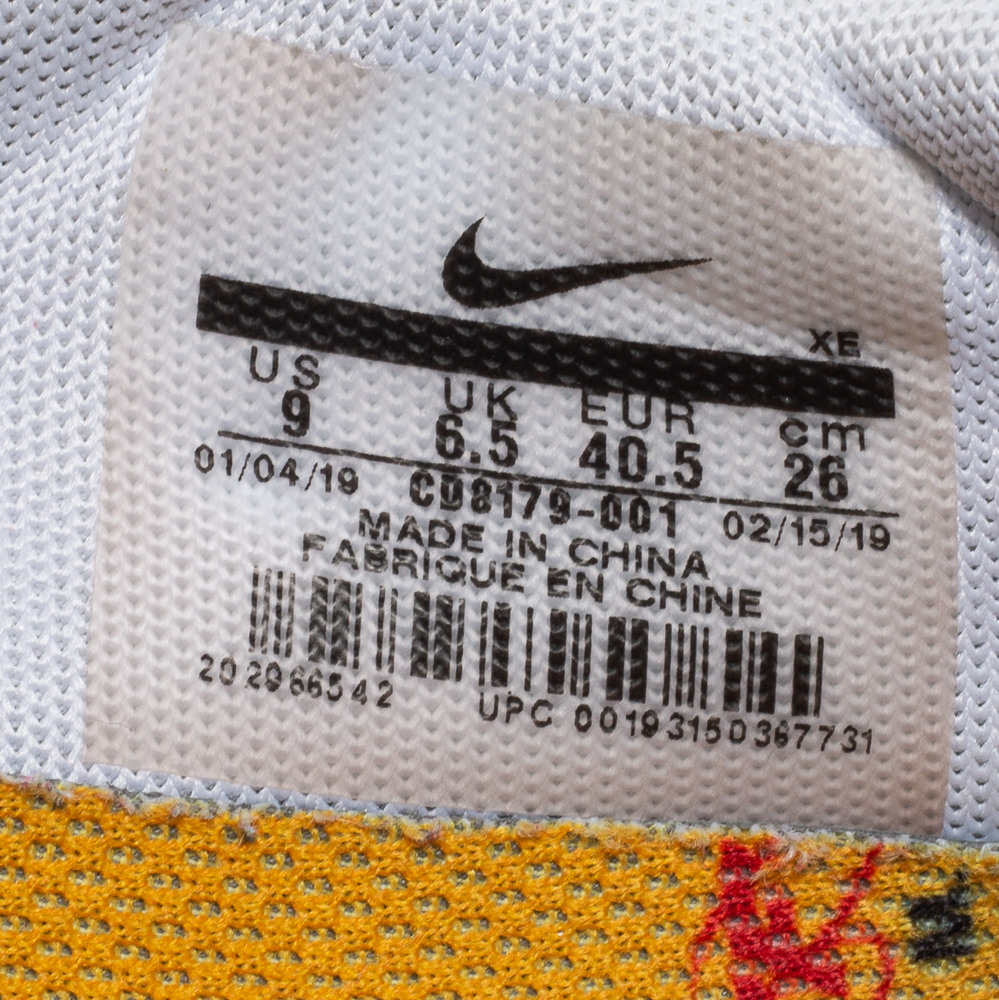 XE
US UK EUR cm
9 6.5 40.5 26
01/04/19 CD8179-001 02/15/19
MADE IN CHINA
FABRIQUE EN CHINE
202966542 UPC 00193150367731